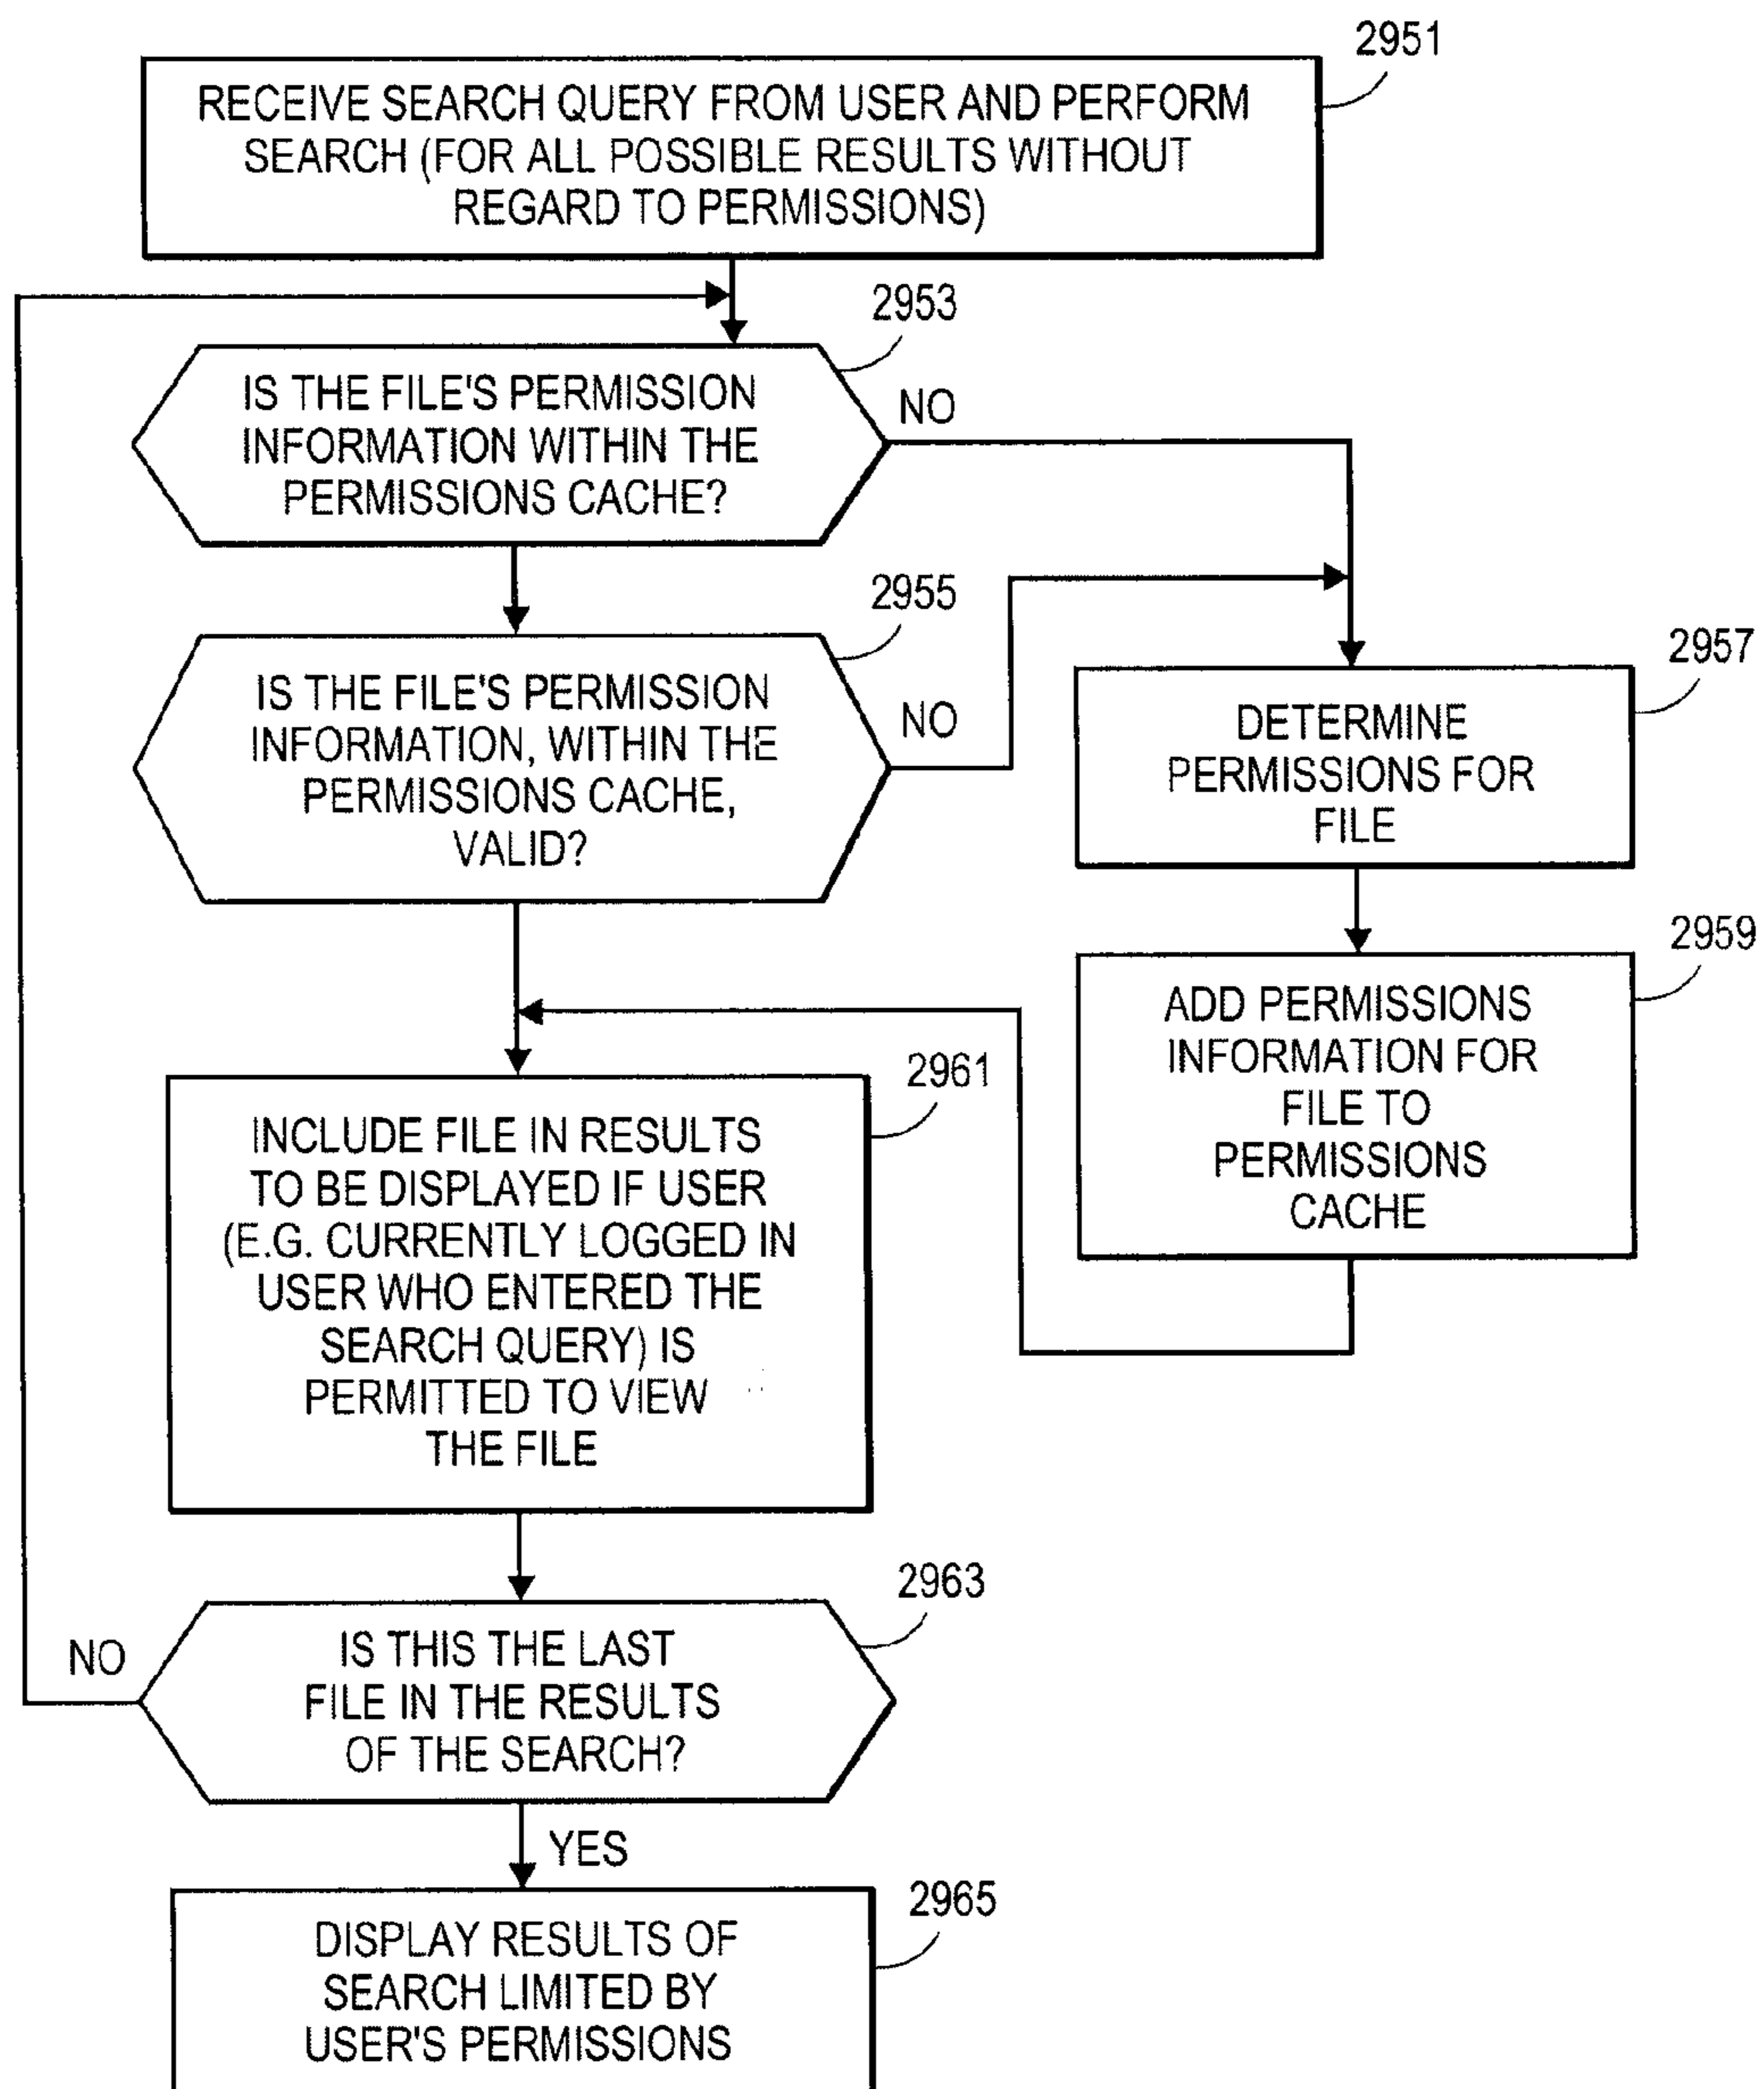 2951
RECEIVE SEARCH QUERY FROM USER AND PERFORM
SEARCH (FOR ALL POSSIBLE RESULTS WITHOUT
REGARD TO PERMISSIONS)
2953
IS THE FILE'S PERMISSION
INFORMATION WITHIN THE
PERMISSIONS CACHE?
NO
2955
IS THE FILE'S PERMISSION
INFORMATION, WITHIN THE
PERMISSIONS CACHE,
VALID?
NO
2957
DETERMINE
PERMISSIONS FOR
FILE
2959
ADD PERMISSIONS
INFORMATION FOR
FILE TO
PERMISSIONS
CACHE
2961
INCLUDE FILE IN RESULTS
TO BE DISPLAYED IF USER
(E.G. CURRENTLY LOGGED IN
USER WHO ENTERED THE
SEARCH QUERY) IS
PERMITTED TO VIEW
THE FILE
2963
IS THIS THE LAST
FILE IN THE RESULTS
OF THE SEARCH?
NO
YES
2965
DISPLAY RESULTS OF
SEARCH LIMITED BY
USER'S PERMISSIONS